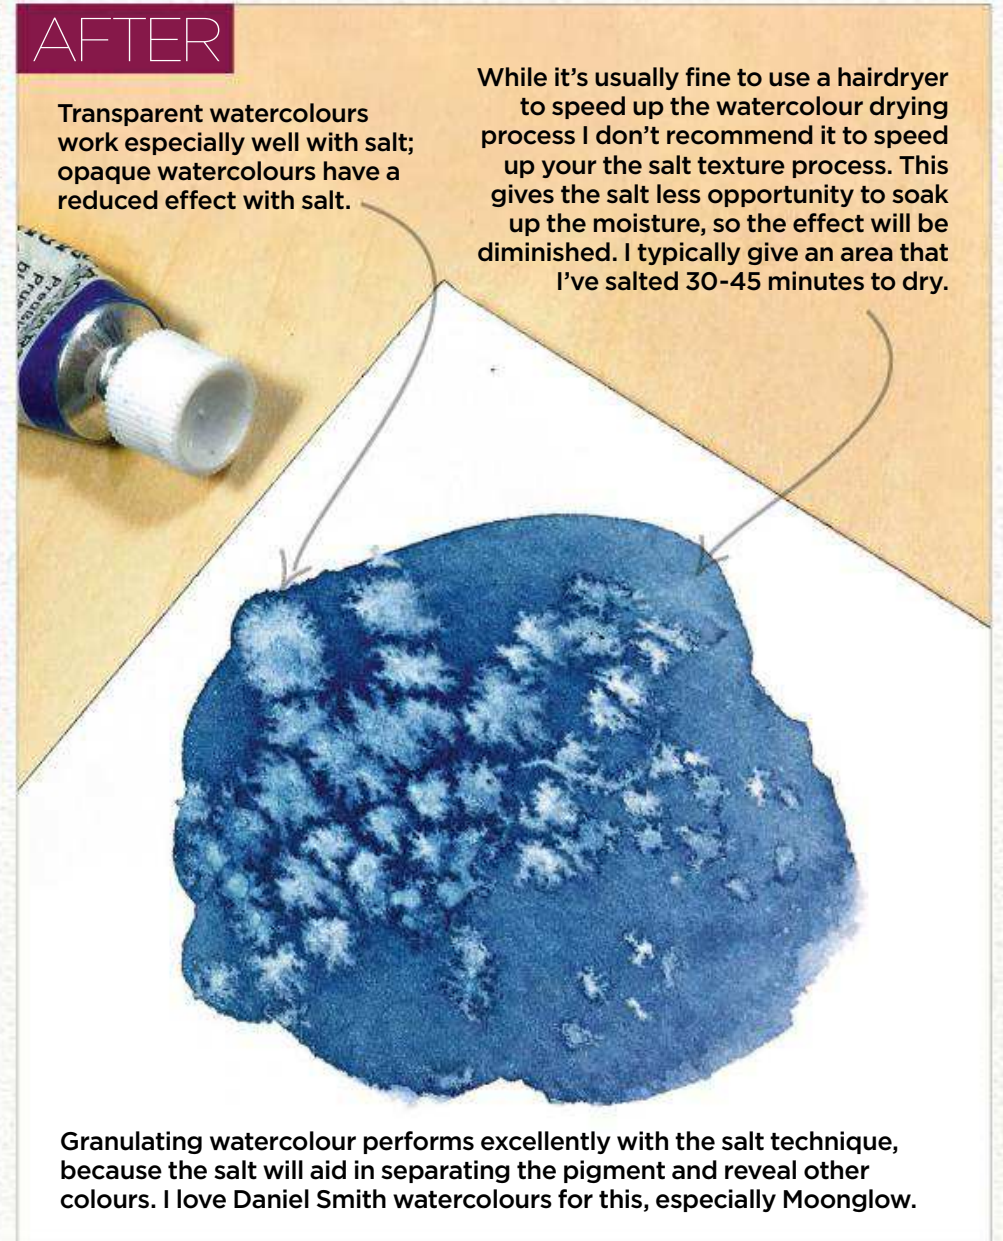 AFTER
Transparent watercolours
work especially well with salt;
opaque watercolours have a
reduced effect with salt.
While it’s usually fine to use a hairdryer
to speed up the watercolour drying
process I don’t recommend it to speed
up your the salt texture process. This
gives the salt less opportunity to soak
up the moisture, so the effect will be
diminished. I typically give an area that
I’ve salted 30-45 minutes to dry.
Granulating watercolour performs excellently with the salt technique,
because the salt will aid in separating the pigment and reveal other
colours. I love Daniel Smith watercolours for this, especially Moonglow.